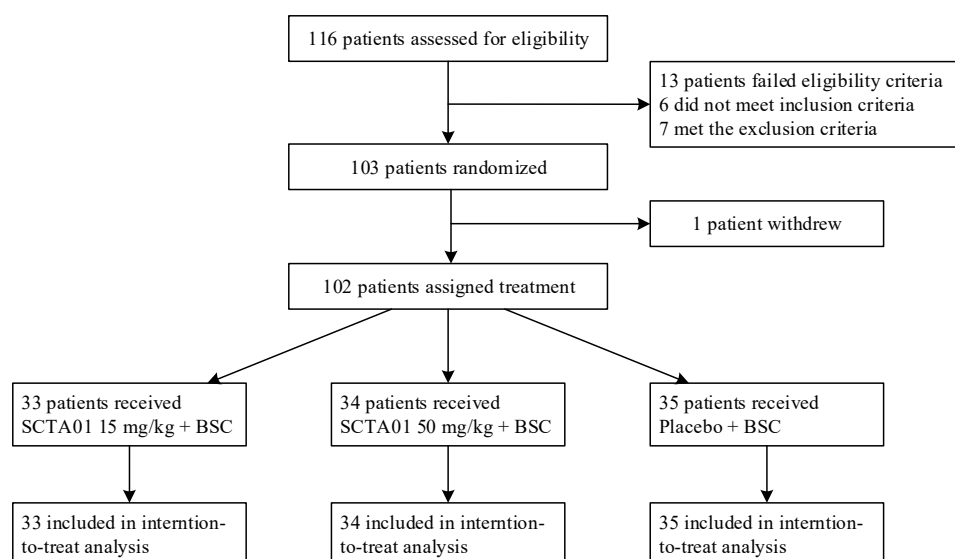 116 patients assessed for eligibility
13 patients failed eligibility criteria
6 did not meet inclusion criteria
7 met the exclusion criteria
103 patients randomized
1 patient withdrew
102 patients assigned treatment
33 patients received
SCTA01 15 mg/kg + BSC
34 patients received
SCTA01 50 mg/kg + BSC
35 patients received
Placebo + BSC
33 included in interntion-
to-treat analysis
34 included in interntion-
to-treat analysis
35 included in interntion-
to-treat analysis